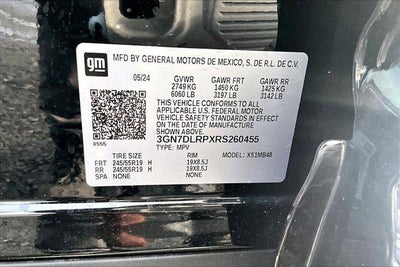 gm
MFD BY GENERAL MOTORS DE MEXICO, S. DE R.L. DE C.V.
05/24 GVWR GAWR FRT GAWR RR
2749 KG 1450 KG 1425 KG
6060 LB 3197 LB 3142 LB
THIS VEHICLE CONFORMS TO ALL APPLICABLE U.S. FEDERAL MOTOR
VEHICLE SAFETY STANDARDS IN EFFECT ON THE
DATE OF MANUFACTURE SHOWN ABOVE.
3GN7DLRPXRS260455
TYPE: MPV MODEL: X51MB48
TIRE SIZE RIM
FRT 245/55R19 H 19X8.5J
RR 245/55R19 H 19X8.5J
SPA NONE NONE